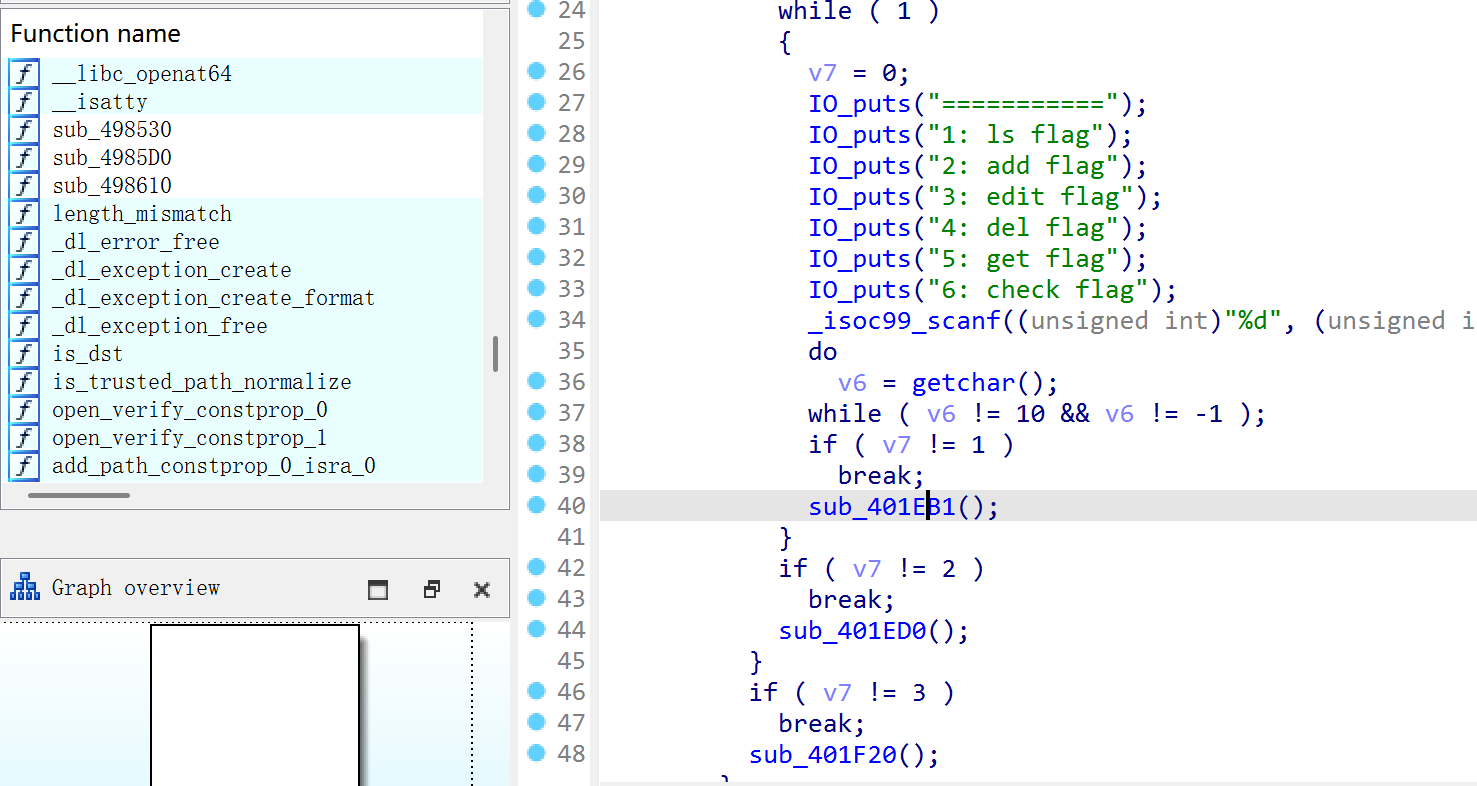 Function name
__libc_openat64
__isatty
sub_498530
sub_4985D0
sub_498610
length_mismatch
_dl_error_free
_dl_exception_create
_dl_exception_create_format
_dl_exception_free
is_dst
is_trusted_path_normalize
open_verify_constprop_0
open_verify_constprop_1
add_path_constprop_0_isra_0
Graph overview
24 while ( 1 )
25 {
26 v7 = 0;
27 IO_puts("===========");
28 IO_puts("1: ls flag");
29 IO_puts("2: add flag");
30 IO_puts("3: edit flag");
31 IO_puts("4: del flag");
32 IO_puts("5: get flag");
33 IO_puts("6: check flag");
34 _isoc99_scanf((unsigned int)"%d", (unsigned i
35 do
36 v6 = getchar();
37 while ( v6 != 10 && v6 != -1 );
38 if ( v7 != 1 )
39 break;
40 sub_401EB1();
41 }
42 if ( v7 != 2 )
43 break;
44 sub_401ED0();
45 }
46 if ( v7 != 3 )
47 break;
48 sub_401F20();